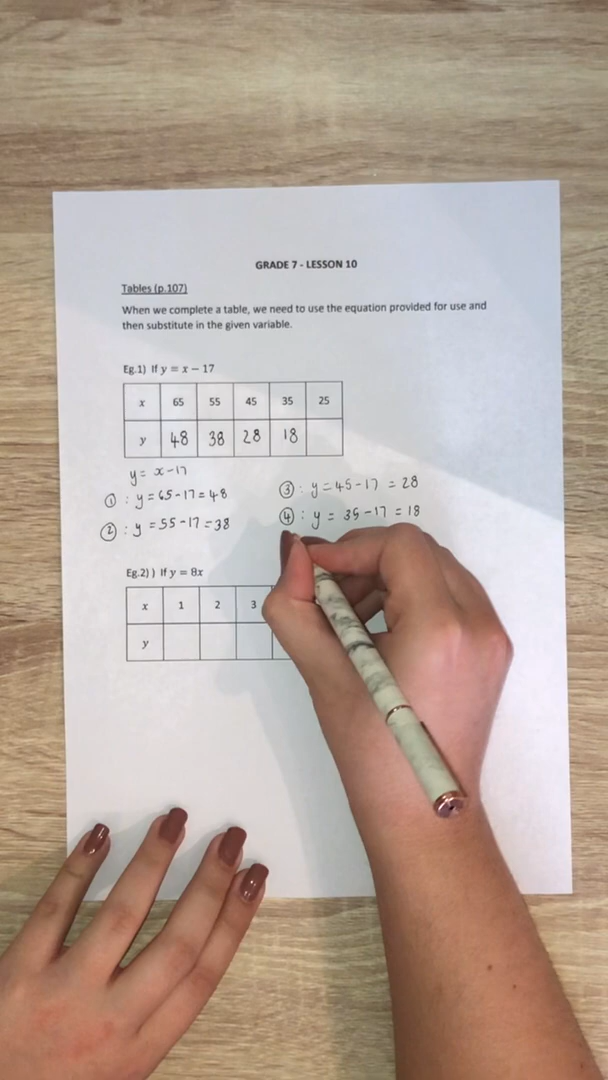 GRADE 7 - LESSON 10
Tables (p.107)
When we complete a table, we need to use the equation provided for use and
then substitute in the given variable.
Eg.1) If y = x − 17
x 65 55 45 35 25
y 48 38 28 18
y = x-17
① : y = 65-17 = 48
② : y = 55-17 = 38
③ : y = 45-17 = 28
④ : y = 35-17 = 18
Eg.2) ) If y = 8x
x 1 2 3
y